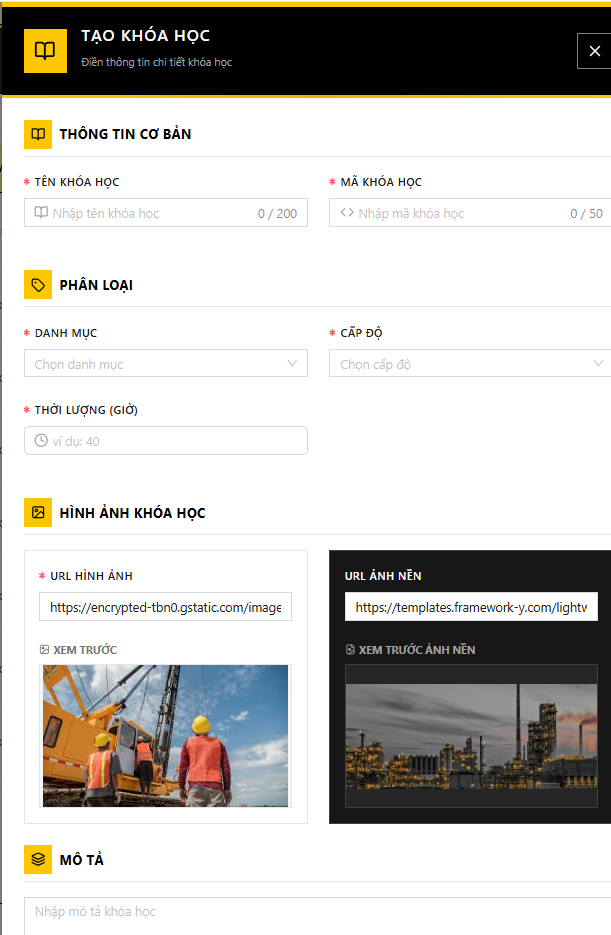 TẠO KHÓA HỌC
Điền thông tin chi tiết khóa học
THÔNG TIN CƠ BẢN
* TÊN KHÓA HỌC
Nhập tên khóa học 0 / 200
* MÃ KHÓA HỌC
Nhập mã khóa học 0 / 50
PHÂN LOẠI
* DANH MỤC
Chọn danh mục
* CẤP ĐỘ
Chọn cấp độ
* THỜI LƯỢNG (GIỜ)
ví dụ: 40
HÌNH ẢNH KHÓA HỌC
* URL HÌNH ẢNH
https://encrypted-tbn0.gstatic.com/image
XEM TRƯỚC
URL ẢNH NỀN
https://templates.framework-y.com/lightw
XEM TRƯỚC ẢNH NỀN
MÔ TẢ
Nhập mô tả khóa học